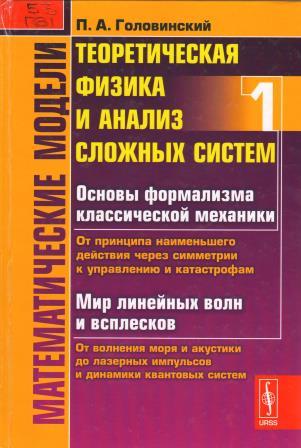 П. А. Головинский
МАТЕМАТИЧЕСКИЕ МОДЕЛИ
ТЕОРЕТИЧЕСКАЯ
ФИЗИКА
И АНАЛИЗ
СЛОЖНЫХ СИСТЕМ
1
Основы формализма
классической механики
От принципа наименьшего
действия через симметрии
к управлению и катастрофам
Мир линейных волн
и всплесков
От волнения моря и акустики
до лазерных импульсов
и динамики квантовых систем
URSS